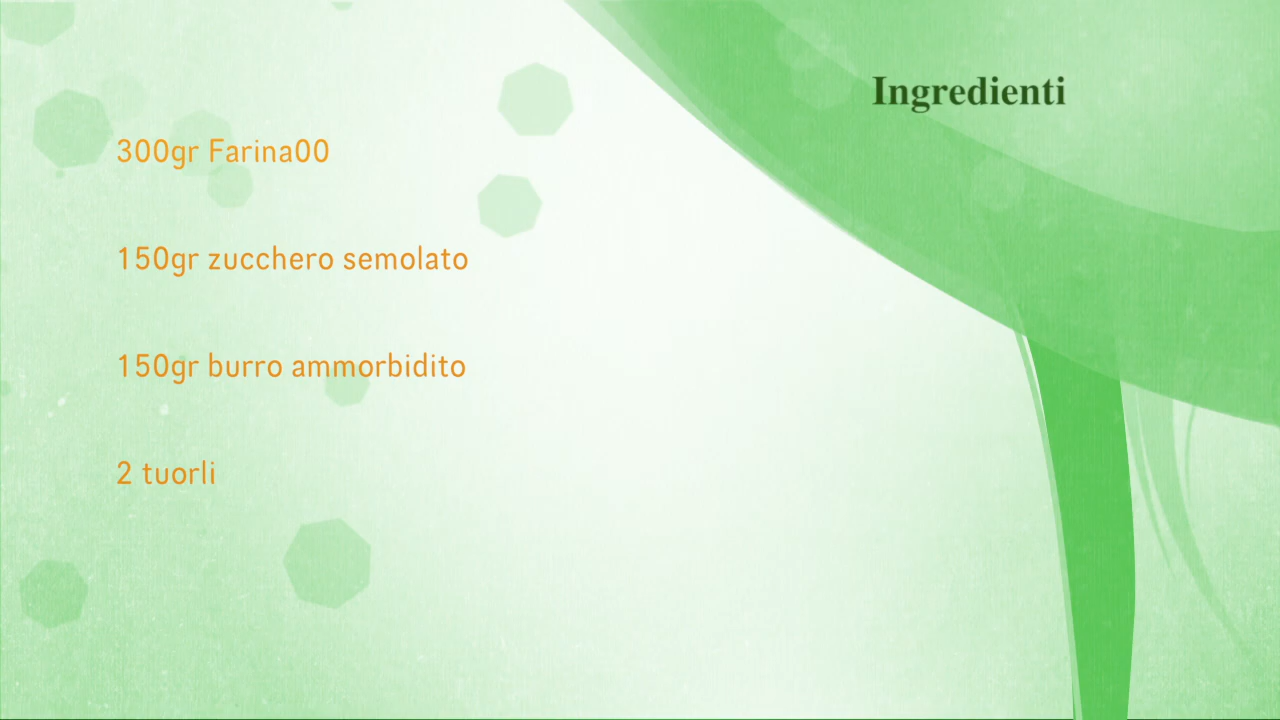 Ingredienti
300gr Farina00
150gr zucchero semolato
150gr burro ammorbidito
2 tuorli